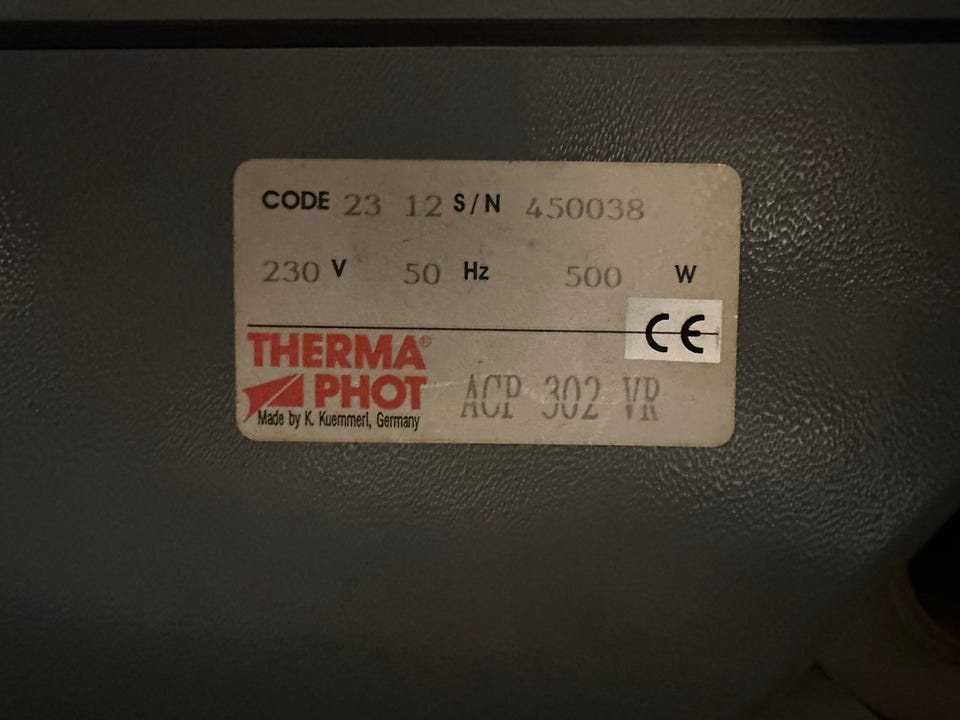 CODE 23 12 S/N 450038
230 V 50 Hz 500 W
CE
THERMA®
PHOT
Made by K. Kuemmerl, Germany
ACP 302 VR